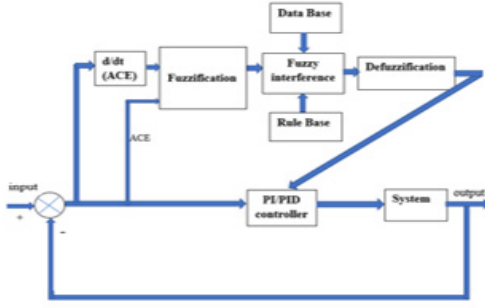 Data Base
d/dt
(ACE)
Fuzzification
Fuzzy
interference
Defuzzification
Rule Base
ACE
input
+
-
PI/PID
controller
System
output